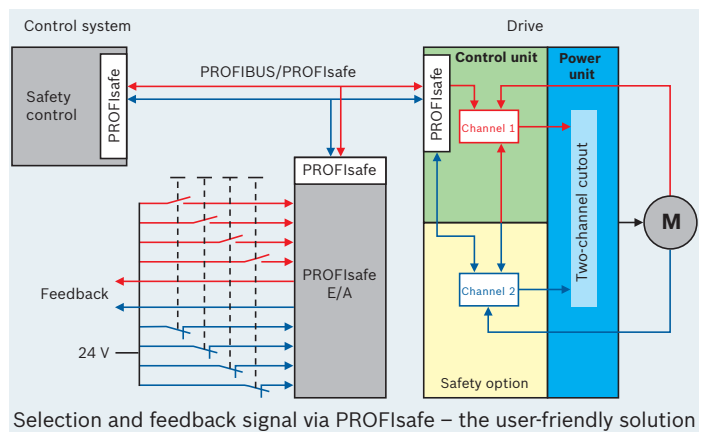 Control system
Drive
Safety
control
PROFIsafe
PROFIBUS/PROFIsafe
PROFIsafe
Control unit
Power
unit
Channel 1
Two-channel cutout
M
PROFIsafe
PROFIsafe
E/A
Feedback
24 V
Channel 2
Safety option
Selection and feedback signal via PROFIsafe – the user-friendly solution